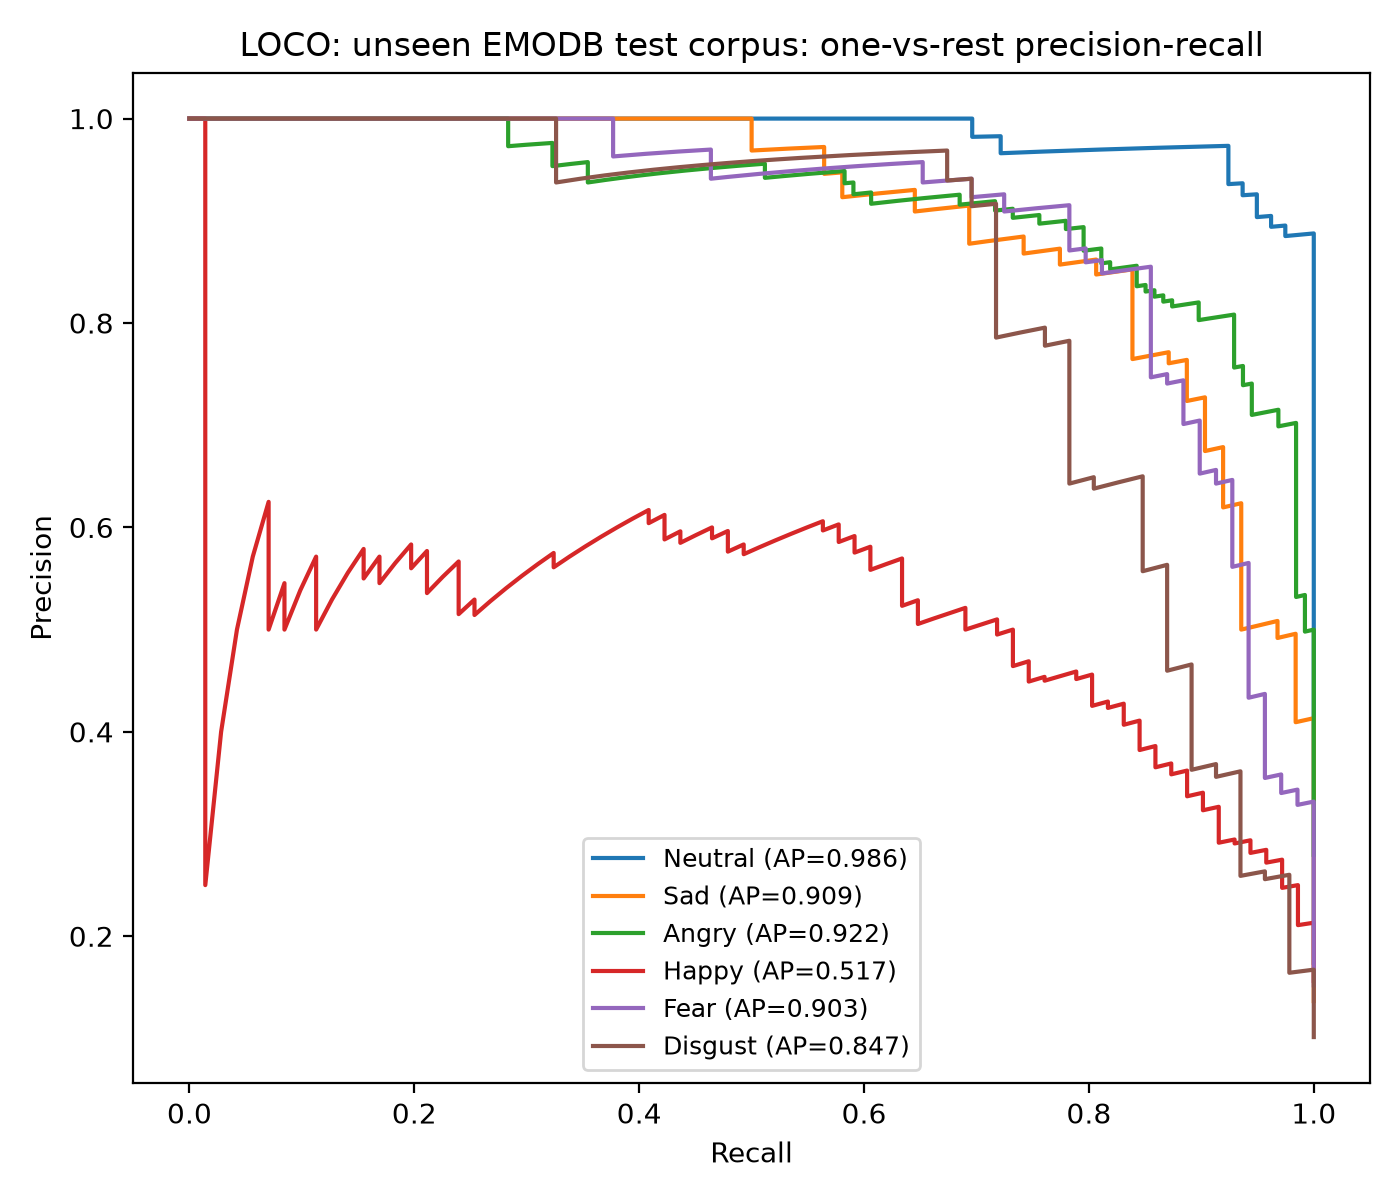 LOCO: unseen EMODB test corpus: one-vs-rest precision-recall
1.0
0.8
0.6
0.4
0.2
Precision
Neutral (AP=0.986)
Sad (AP=0.909)
Angry (AP=0.922)
Happy (AP=0.517)
Fear (AP=0.903)
Disgust (AP=0.847)
0.0 0.2 0.4 0.6 0.8 1.0
Recall